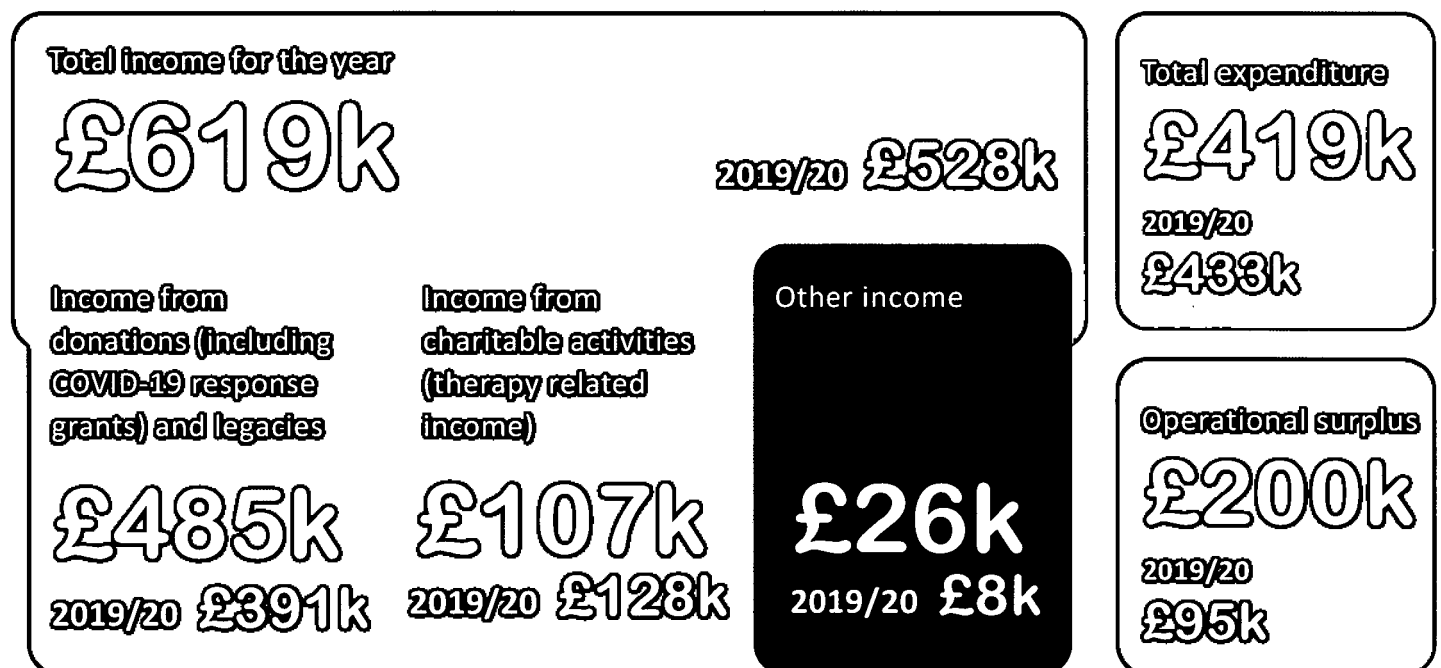 Total income for the year
£619k
2019/20 £528k
Income from
donations (including
COVID-19 response
grants) and legacies
£485k
2019/20 £391k
Income from
charitable activities
(therapy related
income)
£107k
2019/20 £128k
Other income
£26k
2019/20 £8k
Total expenditure
£419k
2019/20
£433k
Operational surplus
£200k
2019/20
£95k